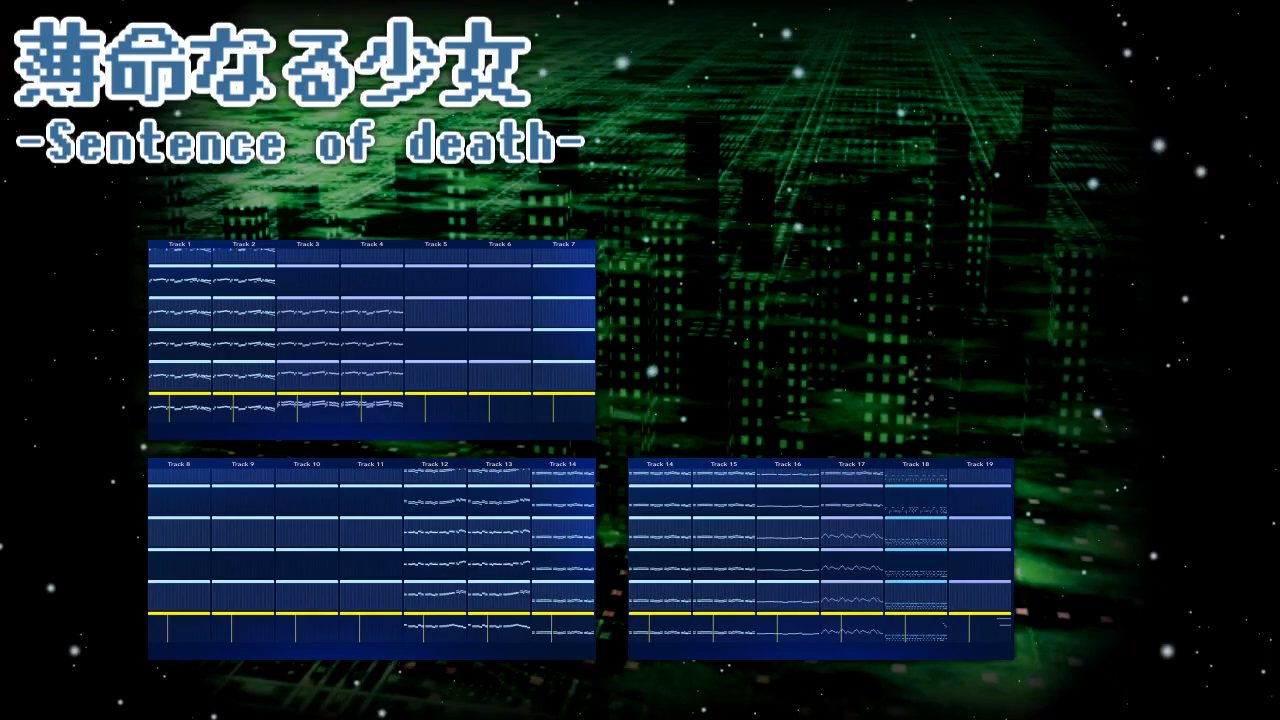 薄命なる少女
-Sentence of death-
Track 1 Track 2 Track 3 Track 4 Track 5 Track 6 Track 7
Track 8 Track 9 Track 10 Track 11 Track 12 Track 13 Track 14
Track 14 Track 15 Track 16 Track 17 Track 18 Track 19